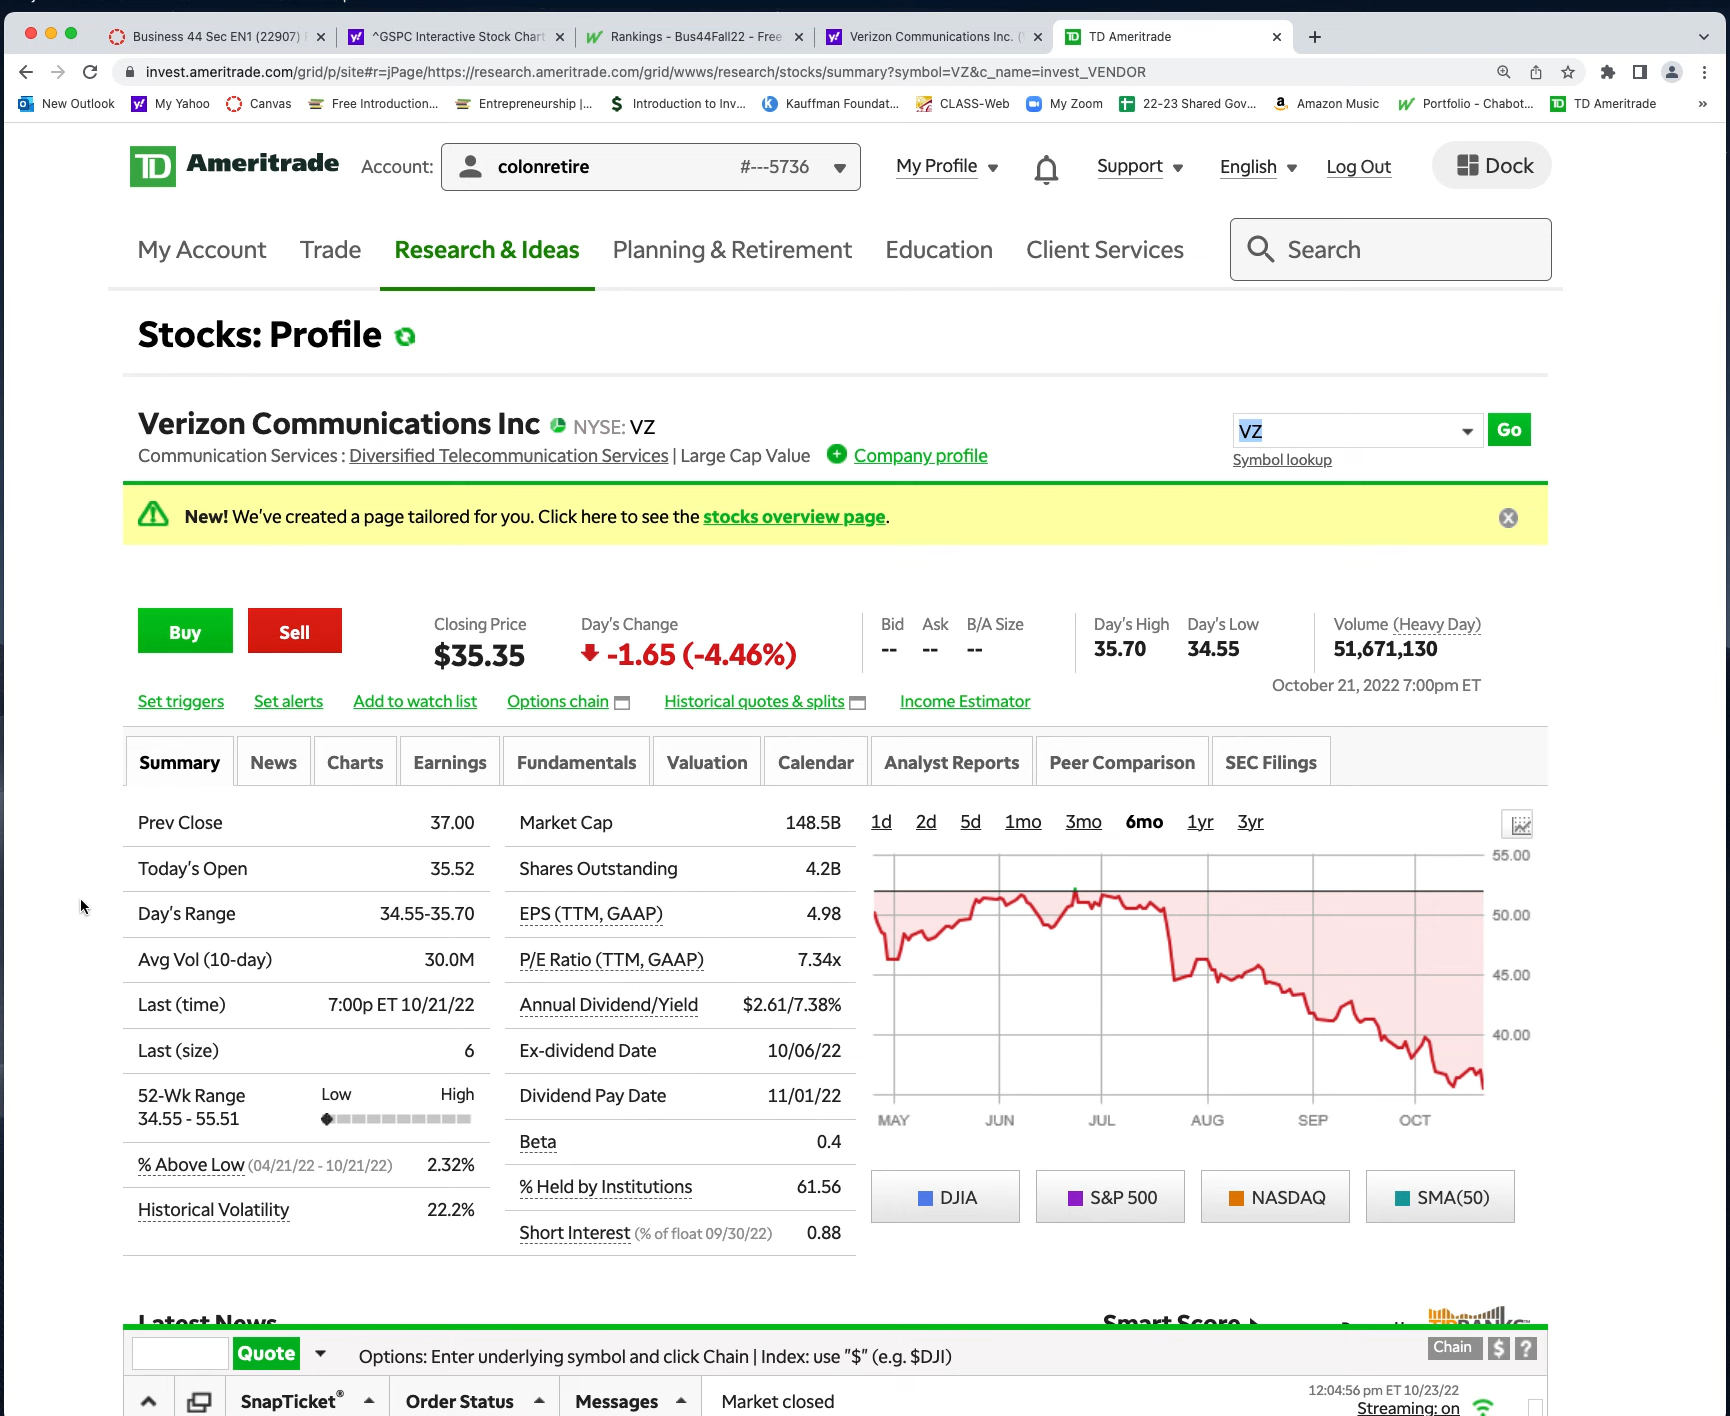 Business 44 Sec EN1 (22907)
^GSPC Interactive Stock Chart
Rankings - Bus44Fall22 - Free
Verizon Communications Inc. (
TD Ameritrade
invest.ameritrade.com/grid/p/site#r=jPage/https://research.ameritrade.com/grid/wwws/research/stocks/summary?symbol=VZ&c_name=invest_VENDOR
New Outlook My Yahoo Canvas Free Introduction... Entrepreneurship |... Introduction to Inv... Kauffman Foundat... CLASS-Web My Zoom 22-23 Shared Gov... Amazon Music Portfolio - Chabot... TD Ameritrade »
TD Ameritrade Account: colonretire #---5736 My Profile Support English Log Out Dock
My Account Trade Research & Ideas Planning & Retirement Education Client Services Search
Stocks: Profile
Verizon Communications Inc NYSE: VZ
VZ Go
Communication Services : Diversified Telecommunication Services | Large Cap Value Company profile
Symbol lookup
New! We've created a page tailored for you. Click here to see the stocks overview page.
Buy Sell
Closing Price Day's Change Bid Ask B/A Size Day's High Day's Low Volume (Heavy Day)
$35.35 -1.65 (-4.46%) -- -- -- 35.70 34.55 51,671,130
October 21, 2022 7:00pm ET
Set triggers Set alerts Add to watch list Options chain Historical quotes & splits Income Estimator
Summary News Charts Earnings Fundamentals Valuation Calendar Analyst Reports Peer Comparison SEC Filings
Prev Close 37.00
Today's Open 35.52
Day's Range 34.55-35.70
Avg Vol (10-day) 30.0M
Last (time) 7:00p ET 10/21/22
Last (size) 6
52-Wk Range Low High
34.55 - 55.51
% Above Low (04/21/22 - 10/21/22) 2.32%
Historical Volatility 22.2%
Market Cap 148.5B
Shares Outstanding 4.2B
EPS (TTM, GAAP) 4.98
P/E Ratio (TTM, GAAP) 7.34x
Annual Dividend/Yield $2.61/7.38%
Ex-dividend Date 10/06/22
Dividend Pay Date 11/01/22
Beta 0.4
% Held by Institutions 61.56
Short Interest (% of float 09/30/22) 0.88
1d 2d 5d 1mo 3mo 6mo 1yr 3yr
55.00
50.00
45.00
40.00
MAY JUN JUL AUG SEP OCT
DJIA S&P 500 NASDAQ SMA(50)
Latest News Smart Score
Quote Options: Enter underlying symbol and click Chain | Index: use "$" (e.g. $DJI) Chain $ ?
SnapTicket® Order Status Messages Market closed
12:04:56 pm ET 10/23/22
Streaming: on